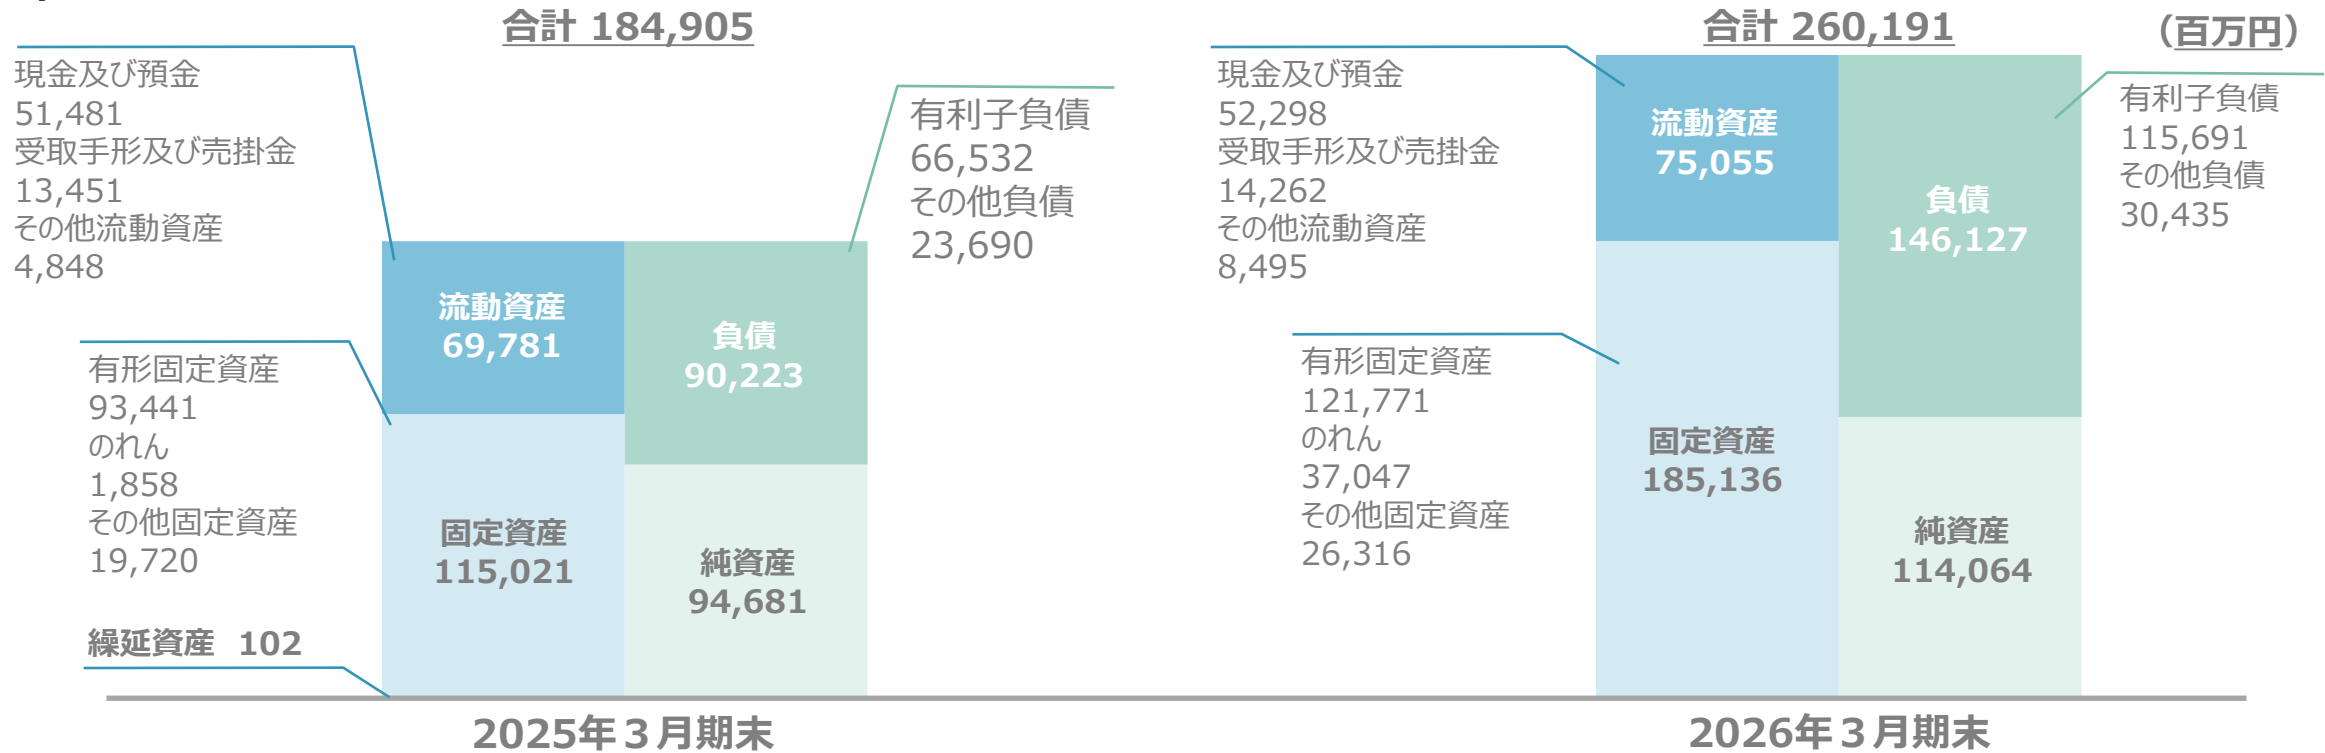 合計 184,905
現金及び預金
51,481
受取手形及び売掛金
13,451
その他流動資産
4,848
有形固定資産
93,441
のれん
1,858
その他固定資産
19,720
繰延資産 102
流動資産
69,781
固定資産
115,021
負債
90,223
純資産
94,681
有利子負債
66,532
その他負債
23,690
2025年３月期末
合計 260,191
（百万円）
現金及び預金
52,298
受取手形及び売掛金
14,262
その他流動資産
8,495
有形固定資産
121,771
のれん
37,047
その他固定資産
26,316
流動資産
75,055
固定資産
185,136
負債
146,127
純資産
114,064
有利子負債
115,691
その他負債
30,435
2026年３月期末